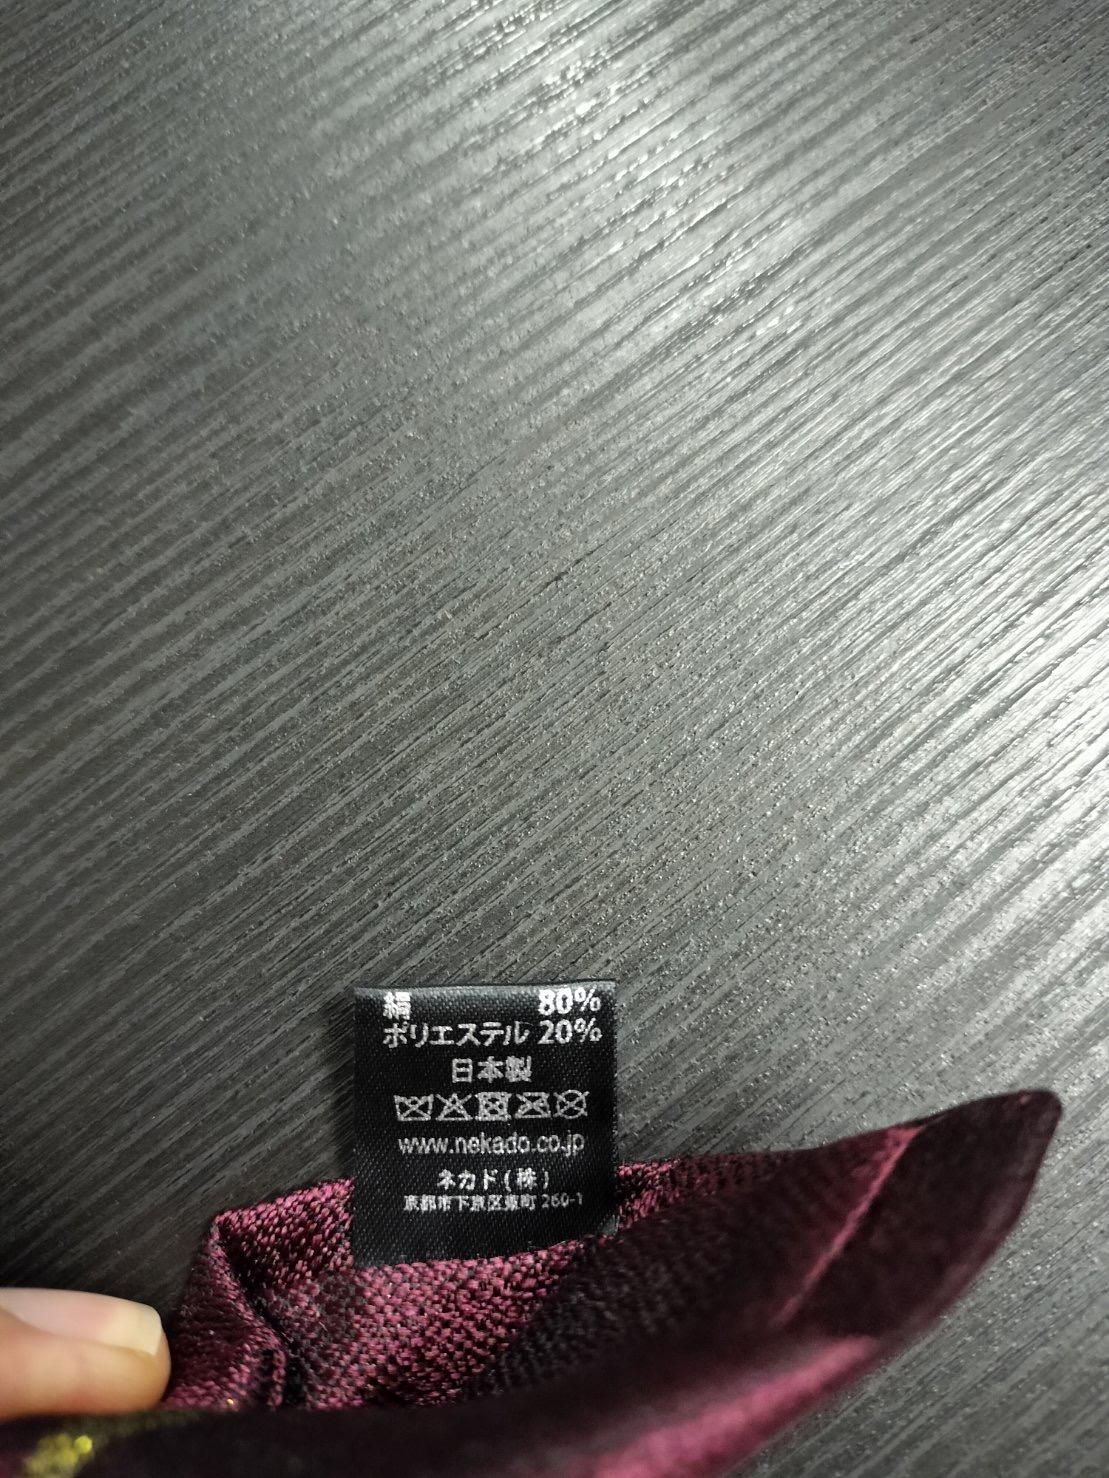 絹 80%
ポリエステル 20%
日本製
www.nekado.co.jp
ネカド(株)
京都市下京区東町 260-1